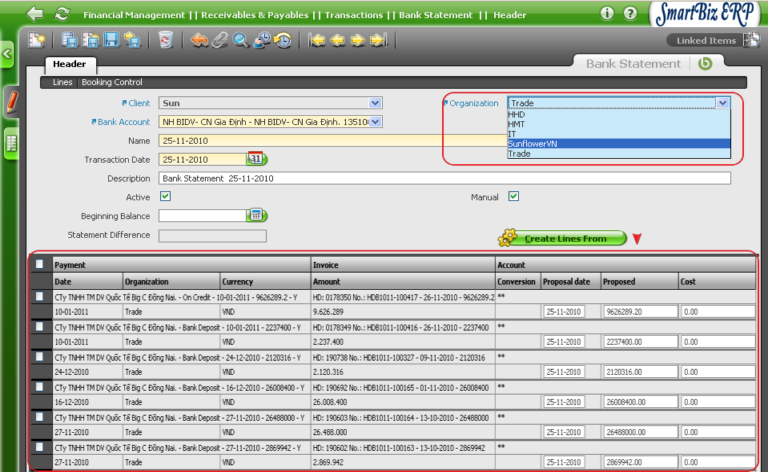 Financial Management || Receivables & Payables || Transactions || Bank Statement || Header
SmartBiz ERP
Linked Items
Header
Bank Statement
Lines Booking Control
Client Sun
Organization Trade
HHD
HMT
IT
SunflowerVN
Trade
Bank Account NH BIDV- CN Gia Định - NH BIDV- CN Gia Định. 13510
Name 25-11-2010
Transaction Date 25-11-2010 31
Description Bank Statement 25-11-2010
Active Manual
Beginning Balance
Statement Difference
Create Lines From
Payment Invoice Account
Date Organization Currency Amount Conversion Proposal date Proposed Cost
CTy TNHH TM DV Quốc Tế Big C Đồng Nai. - On Credit - 10-01-2011 - 9626289.2 - Y HD: 0178350 No.: HDB1011-100417 - 26-11-2010 - 9626289.2 **
10-01-2011 Trade VND 9.626.289 25-11-2010 9626289.20 0.00
CTy TNHH TM DV Quốc Tế Big C Đồng Nai. - Bank Deposit - 10-01-2011 - 2237400 - Y HD: 0178349 No.: HDB1011-100416 - 26-11-2010 - 2237400 **
10-01-2011 Trade VND 2.237.400 25-11-2010 2237400.00 0.00
CTy TNHH TM DV Quốc Tế Big C Đồng Nai. - Bank Deposit - 24-12-2010 - 2120316 - Y HD: 190738 No.: HDB1011-100327 - 09-11-2010 - 2120316 **
24-12-2010 Trade VND 2.120.316 25-11-2010 2120316.00 0.00
CTy TNHH TM DV Quốc Tế Big C Đồng Nai. - Bank Deposit - 16-12-2010 - 26008400 - Y HD: 190692 No.: HDB1011-100165 - 01-11-2010 - 26008400 **
16-12-2010 Trade VND 26.008.400 25-11-2010 26008400.00 0.00
CTy TNHH TM DV Quốc Tế Big C Đồng Nai. - Bank Deposit - 27-11-2010 - 26488000 - Y HD: 190603 No.: HDB1011-100164 - 13-10-2010 - 26488000 **
27-11-2010 Trade VND 26.488.000 25-11-2010 26488000.00 0.00
CTy TNHH TM DV Quốc Tế Big C Đồng Nai. - Bank Deposit - 27-11-2010 - 2869942 - Y HD: 190602 No.: HDB1011-100163 - 13-10-2010 - 2869942 **
27-11-2010 Trade VND 2.869.942 25-11-2010 2869942.00 0.00